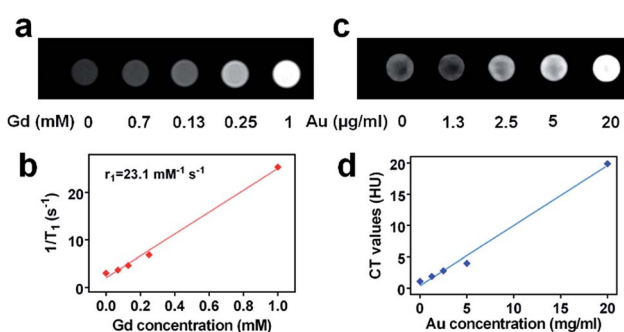 a
Gd (mM) 0 0.7 0.13 0.25 1
c
Au (μg/ml) 0 1.3 2.5 5 20
b
r₁=23.1 mM⁻¹ s⁻¹
1/T₁ (s⁻¹)
20
10
0
0.0 0.2 0.4 0.6 0.8 1.0
Gd concentration (mM)
d
CT values (HU)
20
15
10
5
0
0 5 10 15 20
Au concentration (mg/ml)